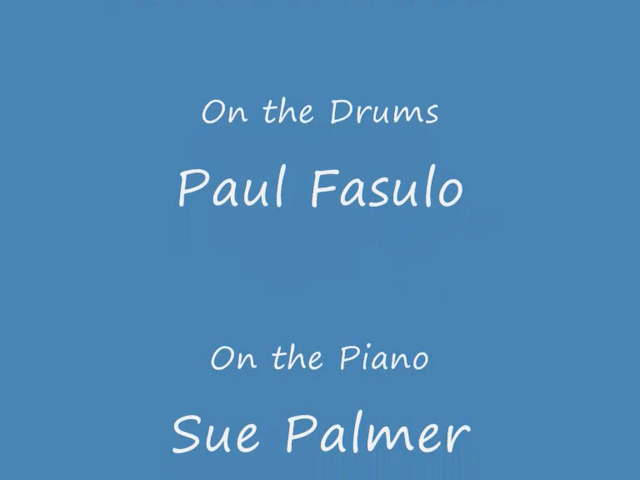 On the Drums
Paul Fasulo
On the Piano
Sue Palmer